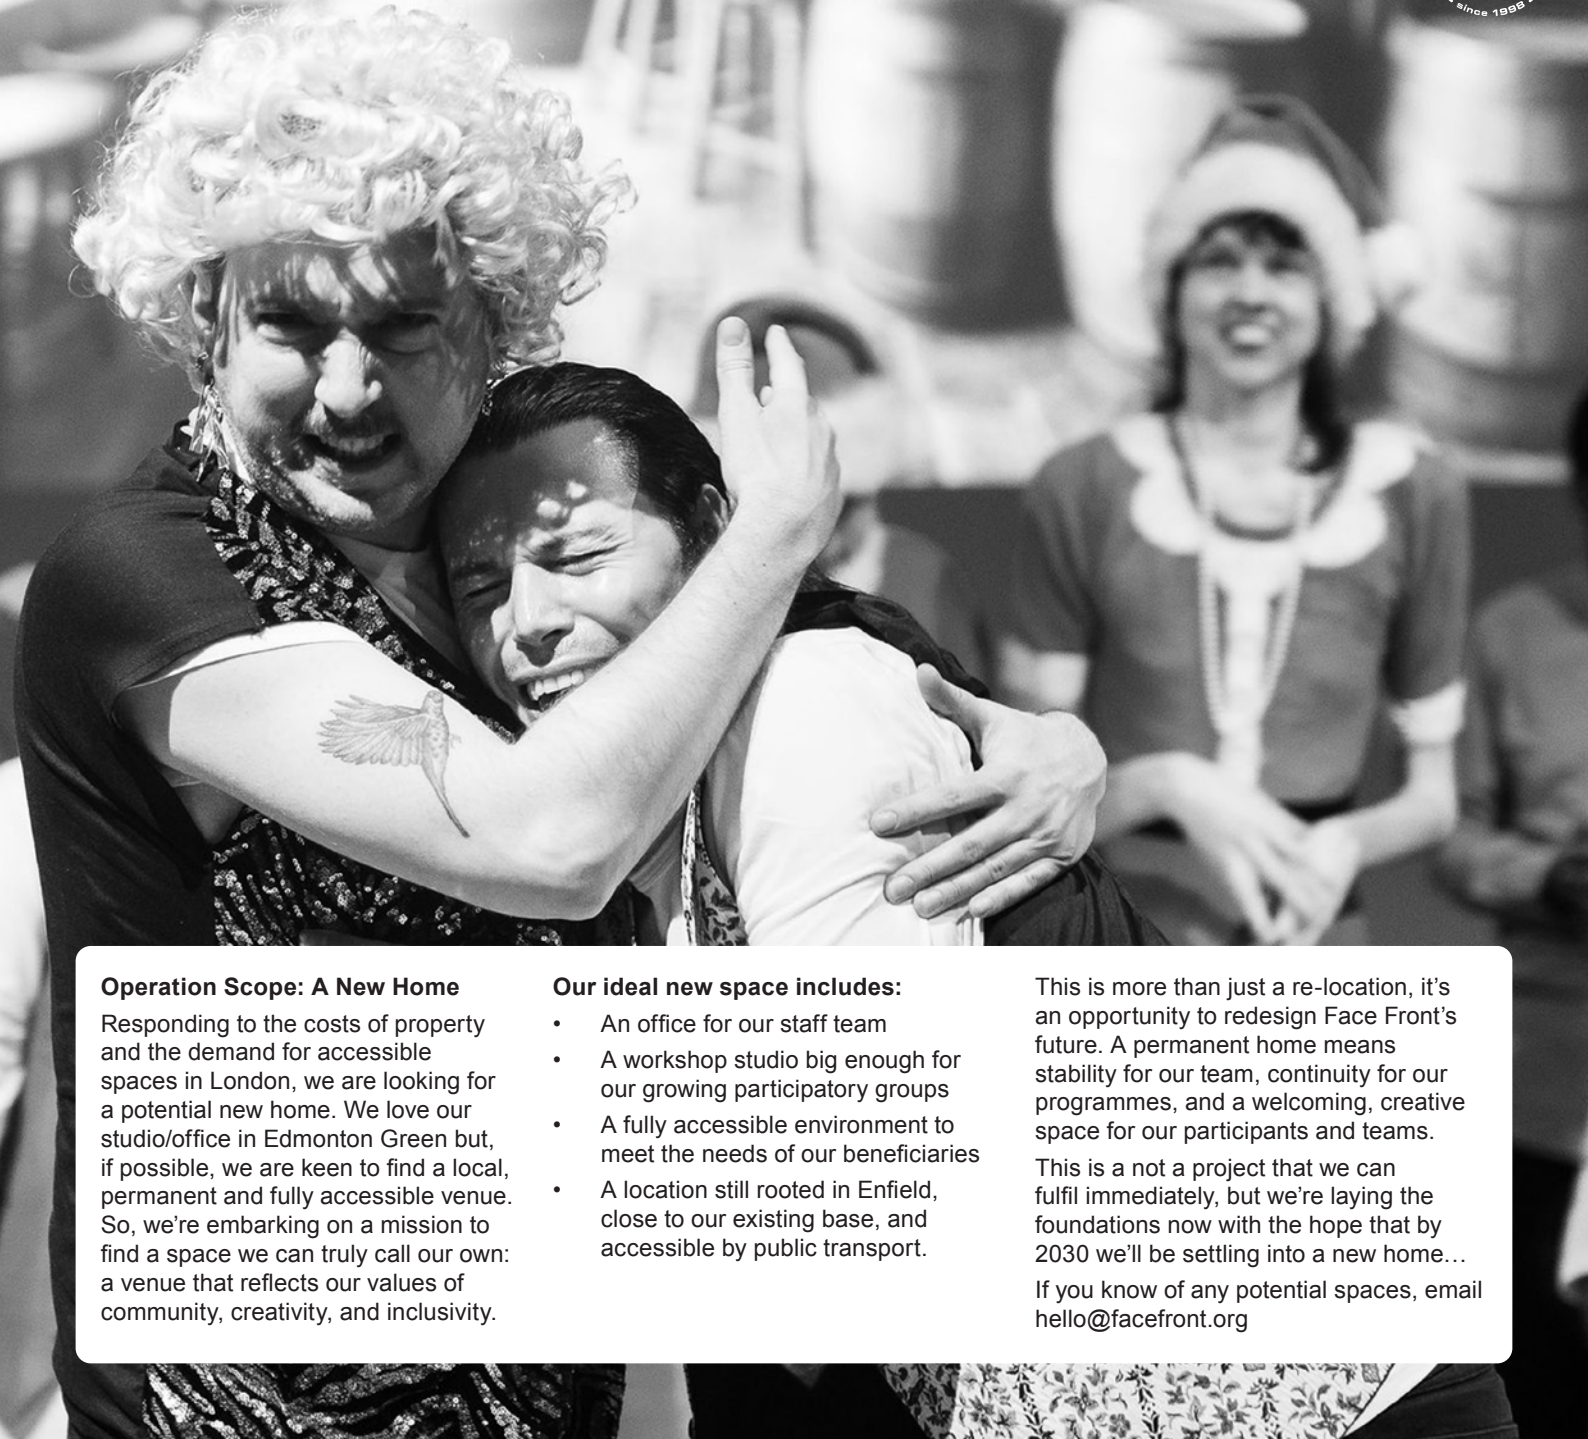 since 1998
Operation Scope: A New Home
Responding to the costs of property
and the demand for accessible
spaces in London, we are looking for
a potential new home. We love our
studio/office in Edmonton Green but,
if possible, we are keen to find a local,
permanent and fully accessible venue.
So, we’re embarking on a mission to
find a space we can truly call our own:
a venue that reflects our values of
community, creativity, and inclusivity.
Our ideal new space includes:
• An office for our staff team
• A workshop studio big enough for
our growing participatory groups
• A fully accessible environment to
meet the needs of our beneficiaries
• A location still rooted in Enfield,
close to our existing base, and
accessible by public transport.
This is more than just a re-location, it’s
an opportunity to redesign Face Front’s
future. A permanent home means
stability for our team, continuity for our
programmes, and a welcoming, creative
space for our participants and teams.
This is a not a project that we can
fulfil immediately, but we’re laying the
foundations now with the hope that by
2030 we’ll be settling into a new home…
If you know of any potential spaces, email
hello@facefront.org